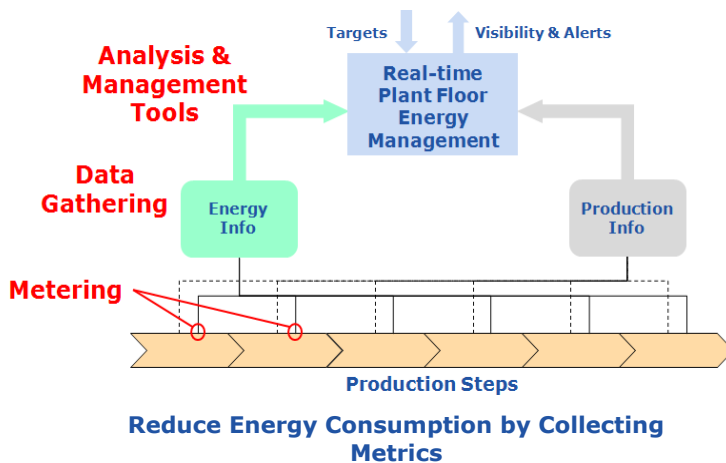 Targets
Visibility & Alerts
Analysis &
Management
Tools
Real-time
Plant Floor
Energy
Management
Data
Gathering
Energy
Info
Production
Info
Metering
Production Steps
Reduce Energy Consumption by Collecting
Metrics